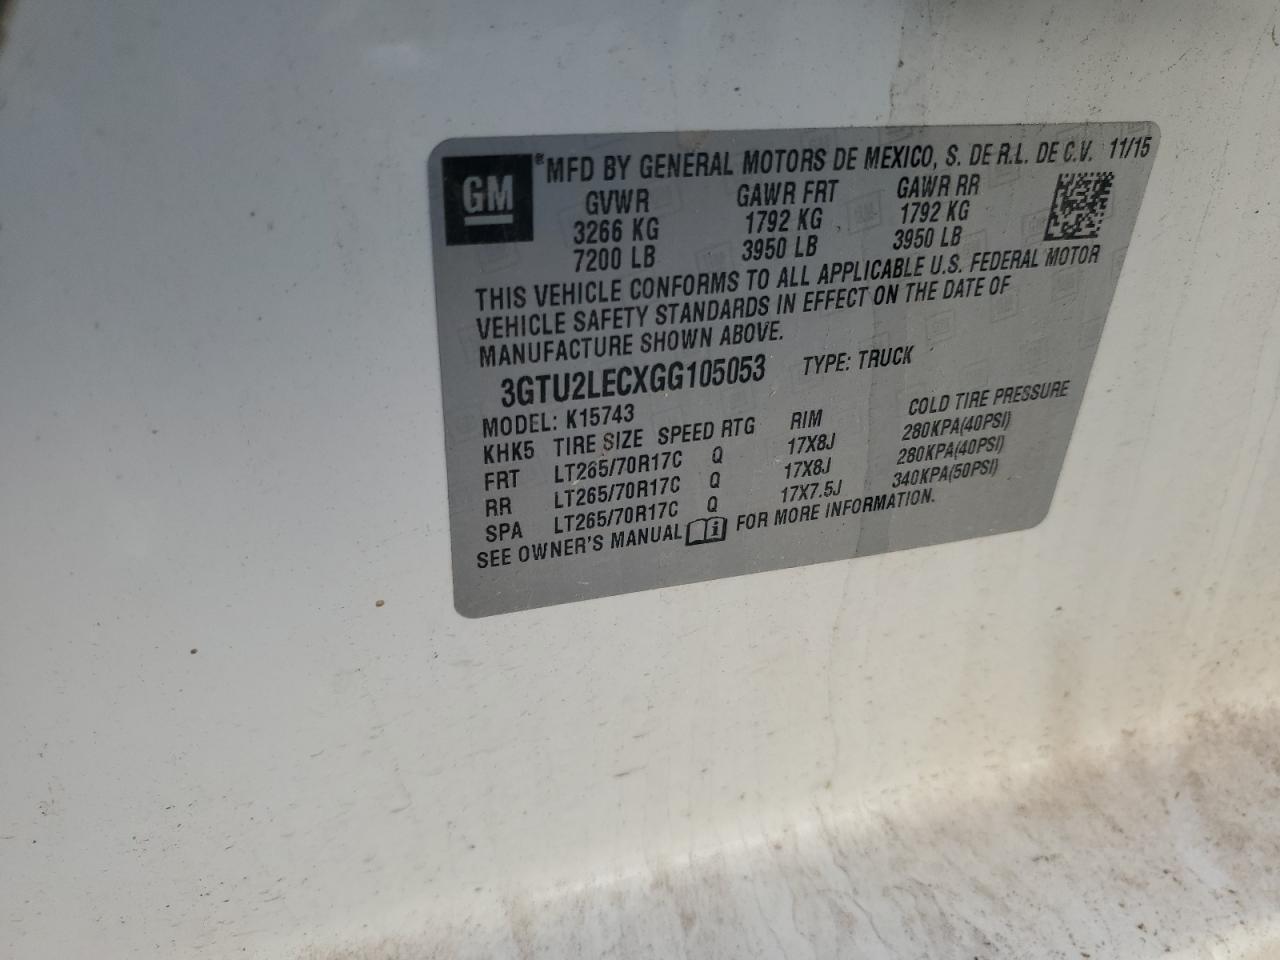 GM
® MFD BY GENERAL MOTORS DE MEXICO, S. DE R.L. DE C.V. 11/15
GVWR GAWR FRT GAWR RR
3266 KG 1792 KG 1792 KG
7200 LB 3950 LB 3950 LB
THIS VEHICLE CONFORMS TO ALL APPLICABLE U.S. FEDERAL MOTOR
VEHICLE SAFETY STANDARDS IN EFFECT ON THE DATE OF
MANUFACTURE SHOWN ABOVE.
3GTU2LECXGG105053 TYPE: TRUCK
MODEL: K15743
KHK5 TIRE SIZE SPEED RTG RIM COLD TIRE PRESSURE
FRT LT265/70R17C Q 17X8J 280KPA(40PSI)
RR LT265/70R17C Q 17X8J 280KPA(40PSI)
SPA LT265/70R17C Q 17X7.5J 340KPA(50PSI)
SEE OWNER'S MANUAL i FOR MORE INFORMATION.